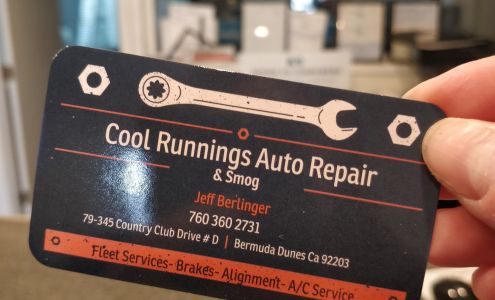 Cool Runnings Auto Repair
& Smog
Jeff Berlinger
760 360 2731
79-345 Country Club Drive # D | Bermuda Dunes Ca 92203
Fleet Services- Brakes- Alignment- A/C Service